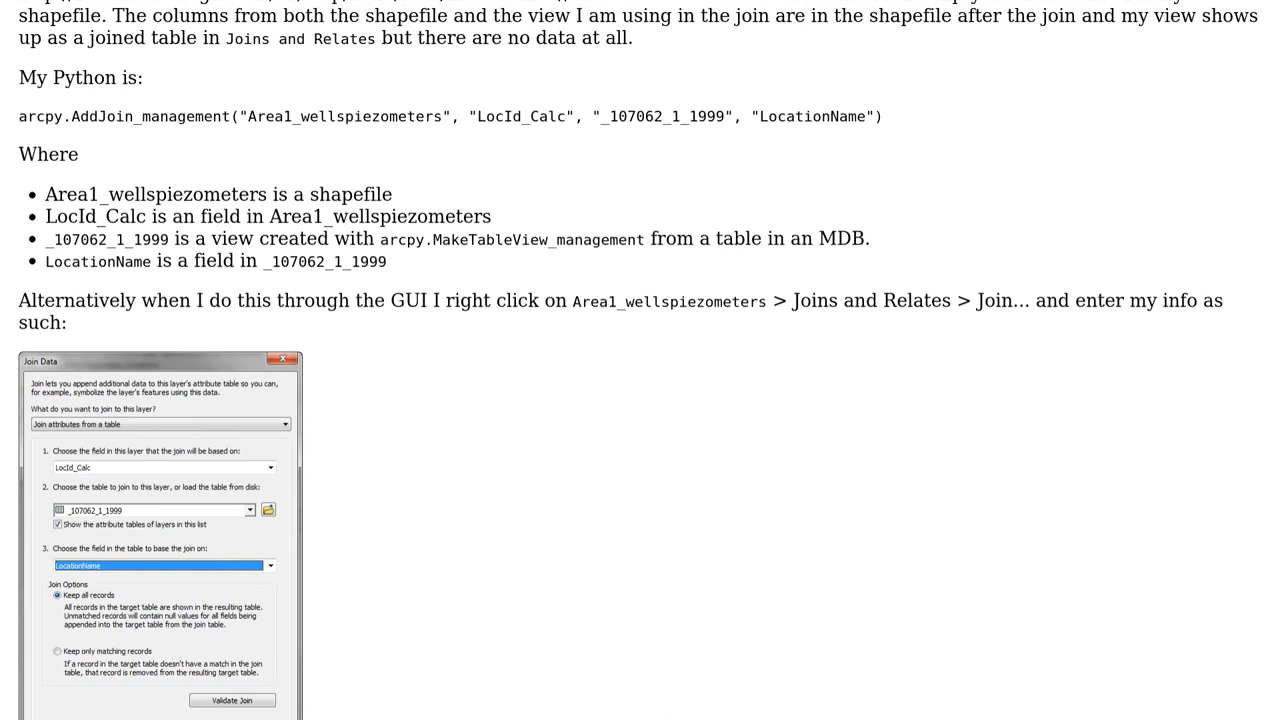 shapefile. The columns from both the shapefile and the view I am using in the join are in the shapefile after the join and my view shows
up as a joined table in Joins and Relates but there are no data at all.
My Python is:
arcpy.AddJoin_management("Area1_wellspiezometers", "LocId_Calc", "_107062_1_1999", "LocationName")
Where
• Area1_wellspiezometers is a shapefile
• LocId_Calc is an field in Area1_wellspiezometers
• _107062_1_1999 is a view created with arcpy.MakeTableView_management from a table in an MDB.
• LocationName is a field in _107062_1_1999
Alternatively when I do this through the GUI I right click on Area1_wellspiezometers > Joins and Relates > Join... and enter my info as
such:
Join Data
Join lets you append additional data to this layer's attribute table so you can,
for example, symbolize the layer's features using this data.
What do you want to join to this layer?
Join attributes from a table
1. Choose the field in this layer that the join will be based on:
LocId_Calc
2. Choose the table to join to this layer, or load the table from disk:
_107062_1_1999
Show the attribute tables of layers in this list
3. Choose the field in the table to base the join on:
LocationName
Join Options
Keep all records
All records in the target table are shown in the resulting table.
Unmatched records will contain null values for all fields being
appended into the target table from the join table.
Keep only matching records
If a record in the target table doesn't have a match in the join
table, that record is removed from the resulting target table.
Validate Join